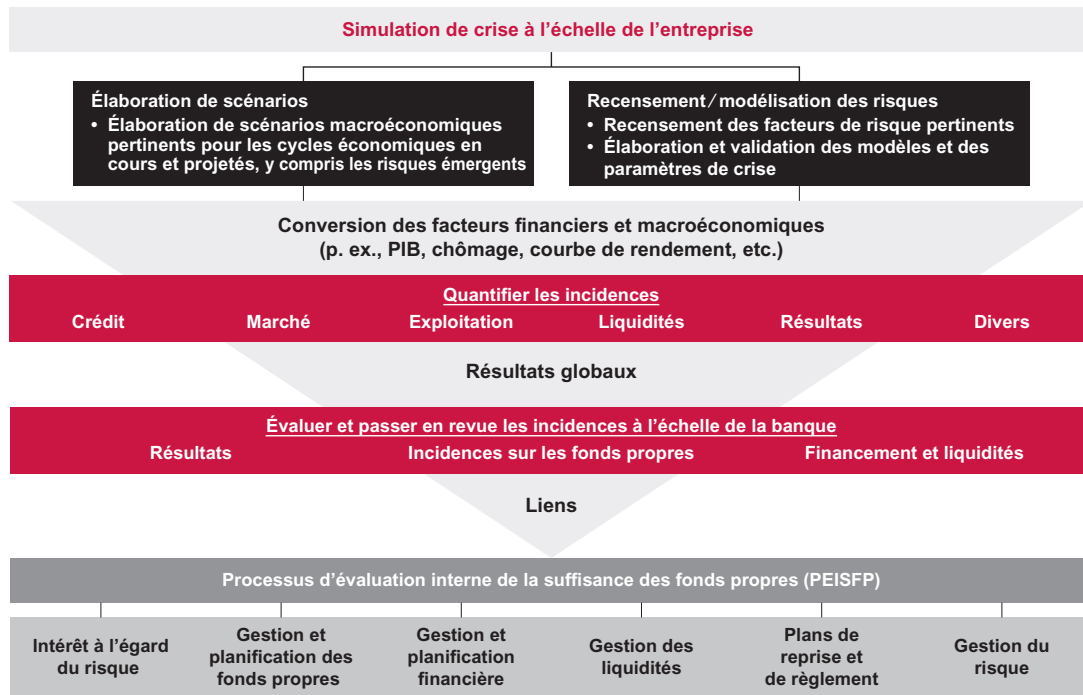 Simulation de crise à l'échelle de l'entreprise
Élaboration de scénarios
• Élaboration de scénarios macroéconomiques
pertinents pour les cycles économiques en
cours et projetés, y compris les risques émergents
Recensement/modélisation des risques
• Recensement des facteurs de risque pertinents
• Élaboration et validation des modèles et des
paramètres de crise
Conversion des facteurs financiers et macroéconomiques
(p. ex., PIB, chômage, courbe de rendement, etc.)
Quantifier les incidences
Crédit Marché Exploitation Liquidités Résultats Divers
Résultats globaux
Évaluer et passer en revue les incidences à l'échelle de la banque
Résultats Incidences sur les fonds propres Financement et liquidités
Liens
Processus d'évaluation interne de la suffisance des fonds propres (PEISFP)
Intérêt à l'égard
du risque
Gestion et
planification des
fonds propres
Gestion et
planification
financière
Gestion des
liquidités
Plans de
reprise et
de règlement
Gestion du
risque